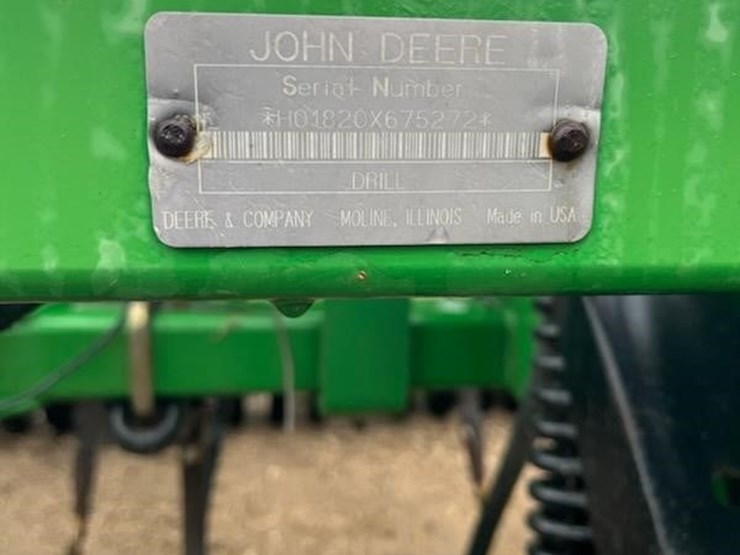 JOHN DEERE
Serial Number
*H01820X675272*
DRILL
DEERE & COMPANY MOLINE, ILLINOIS Made in USA